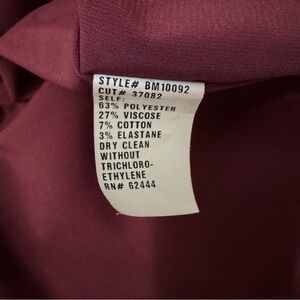 STYLE# BM10092
CUT# 37082
SELF:
63% POLYESTER
27% VISCOSE
7% COTTON
3% ELASTANE
DRY CLEAN
WITHOUT
TRICHLORO-
ETHYLENE
RN# 62444